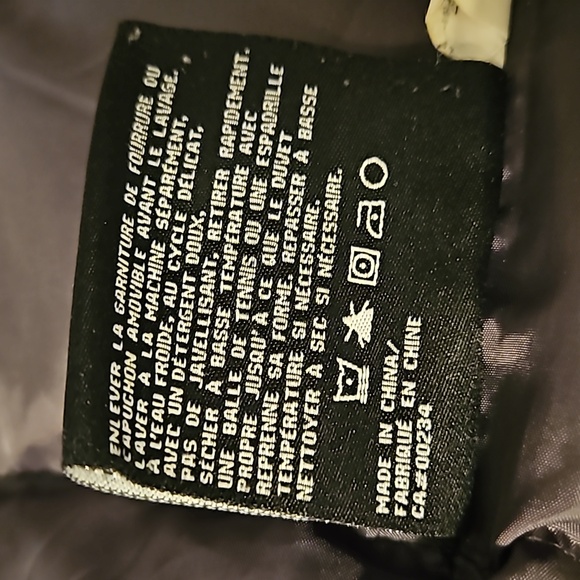 ENLEVER LA GARNITURE DE FOURRURE OU
CAPUCHON AMOVIBLE AVANT LE LAVAGE.
LAVER A LA MACHINE SÉPARÉMENT,
À L'EAU FROIDE, AU CYCLE DÉLICAT,
AVEC UN DÉTERGENT DOUX,
PAS DE JAVELLISANT, RETIRER RAPIDEMENT.
SÉCHER À BASSE TEMPÉRATURE AVEC
UNE BALLE DE TENNIS OU UNE ESPADRILLE
PROPRE JUSQU'À CE QUE LE DUVET
REPRENNE SA FORME. REPASSER À BASSE
TEMPÉRATURE SI NÉCESSAIRE.
NETTOYER À SEC SI NÉCESSAIRE.
MADE IN CHINA/
FABRIQUÉ EN CHINE
CA#00234